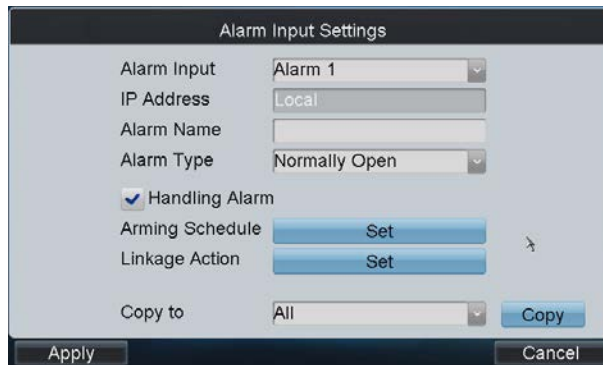 Alarm Input Settings
Alarm Input Alarm 1
IP Address Local
Alarm Name
Alarm Type Normally Open
Handling Alarm
Arming Schedule Set
Linkage Action Set
Copy to All Copy
Apply Cancel